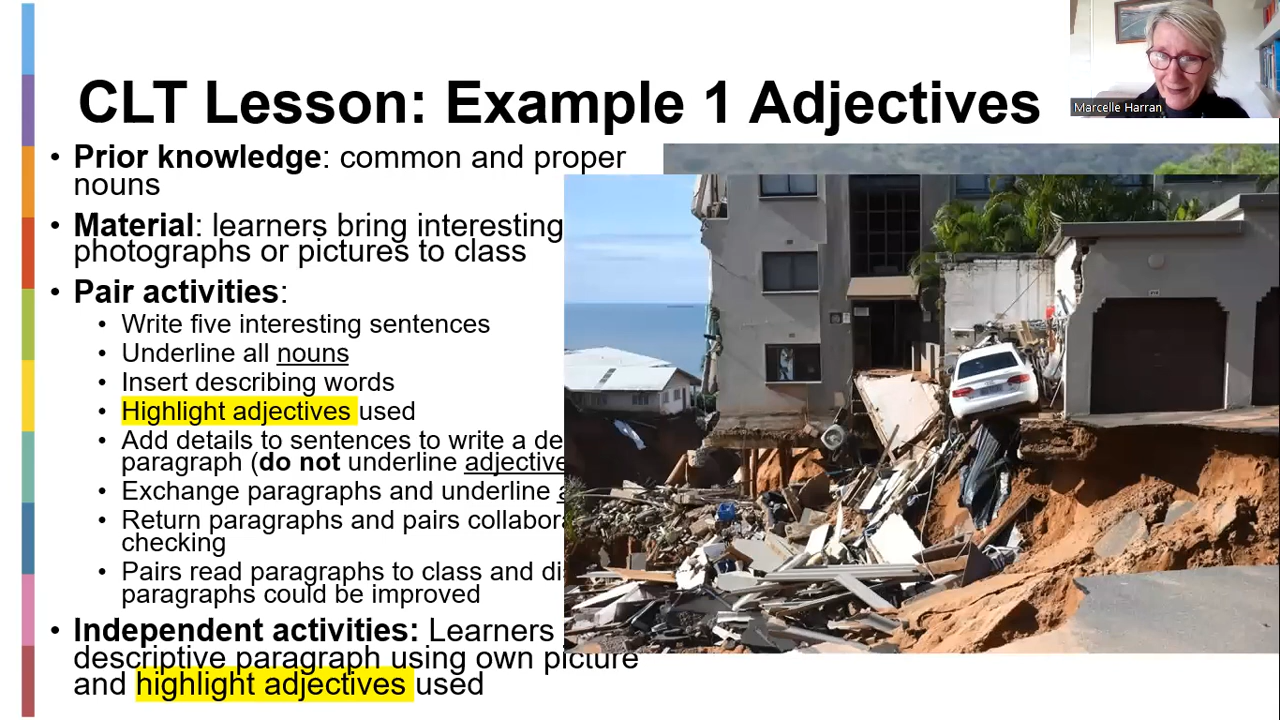 CLT Lesson: Example 1 Adjectives
Marcelle Harran
• Prior knowledge: common and proper
nouns
• Material: learners bring interesting
photographs or pictures to class
• Pair activities:
• Write five interesting sentences
• Underline all nouns
• Insert describing words
• Highlight adjectives used
• Add details to sentences to write a de
paragraph (do not underline adjective
• Exchange paragraphs and underline
• Return paragraphs and pairs collabor
checking
• Pairs read paragraphs to class and di
paragraphs could be improved
• Independent activities: Learners
descriptive paragraph using own picture
and highlight adjectives used